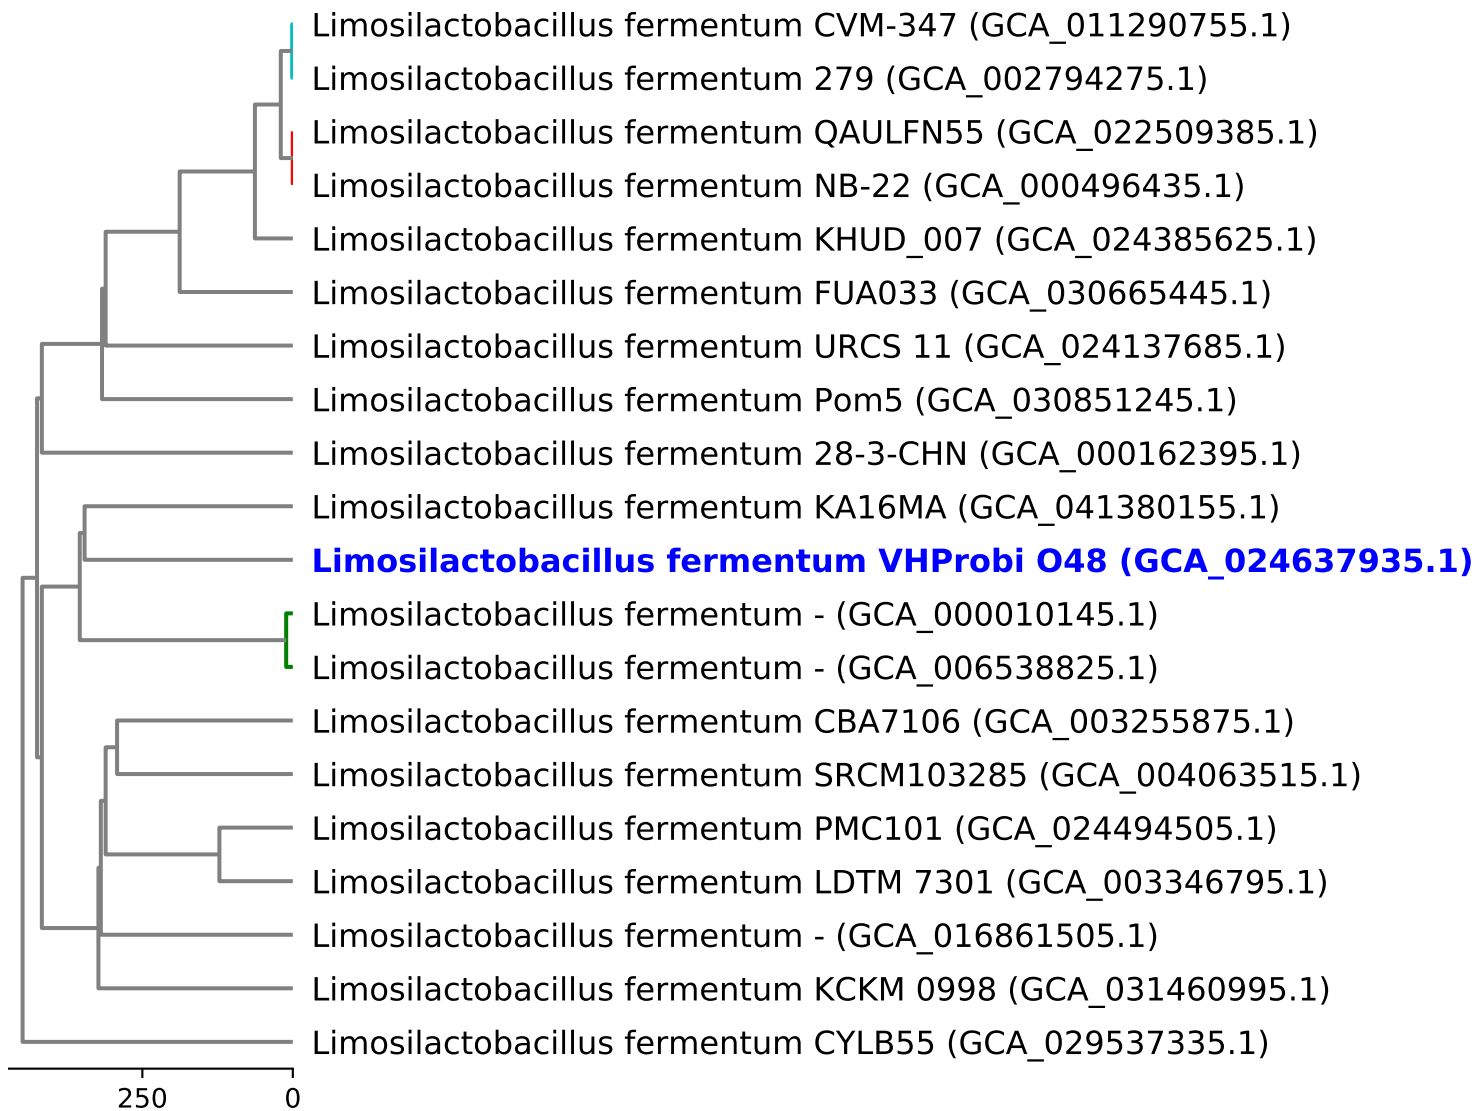 Limosilactobacillus fermentum CVM-347 (GCA_011290755.1)
Limosilactobacillus fermentum 279 (GCA_002794275.1)
Limosilactobacillus fermentum QAULFN55 (GCA_022509385.1)
Limosilactobacillus fermentum NB-22 (GCA_000496435.1)
Limosilactobacillus fermentum KHUD_007 (GCA_024385625.1)
Limosilactobacillus fermentum FUA033 (GCA_030665445.1)
Limosilactobacillus fermentum URCS 11 (GCA_024137685.1)
Limosilactobacillus fermentum Pom5 (GCA_030851245.1)
Limosilactobacillus fermentum 28-3-CHN (GCA_000162395.1)
Limosilactobacillus fermentum KA16MA (GCA_041380155.1)
Limosilactobacillus fermentum VHProbi O48 (GCA_024637935.1)
Limosilactobacillus fermentum - (GCA_000010145.1)
Limosilactobacillus fermentum - (GCA_006538825.1)
Limosilactobacillus fermentum CBA7106 (GCA_003255875.1)
Limosilactobacillus fermentum SRCM103285 (GCA_004063515.1)
Limosilactobacillus fermentum PMC101 (GCA_024494505.1)
Limosilactobacillus fermentum LDTM 7301 (GCA_003346795.1)
Limosilactobacillus fermentum - (GCA_016861505.1)
Limosilactobacillus fermentum KCKM 0998 (GCA_031460995.1)
Limosilactobacillus fermentum CYLB55 (GCA_029537335.1)
250 0